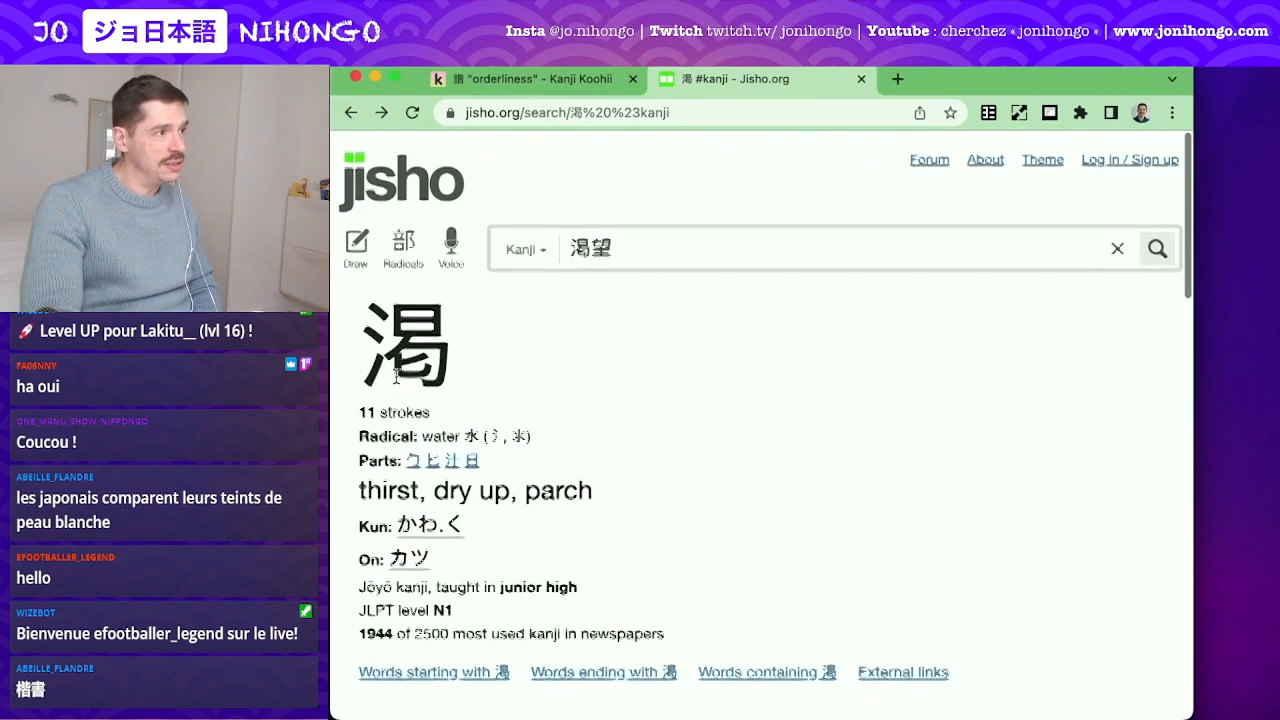 JO ジョ日本語 NIHONGO
Insta @jo.nihongo | Twitch twitch.tv/ jonihongo | Youtube : cherchez « jonihongo » | www.jonihongo.com
"orderliness" - Kanji Koohii
渇 #kanji - Jisho.org
jisho.org/search/渇%20%23kanji
Forum About Theme Log in / Sign up
jisho
Draw Radicals Voice
Kanji 渇望
渇
11 strokes
Radical: water 水 (氵, 氺)
Parts: 勹 匕 汁 日
thirst, dry up, parch
Kun: かわ.く
On: カツ
Jōyō kanji, taught in junior high
JLPT level N1
1944 of 2500 most used kanji in newspapers
Words starting with 渇 Words ending with 渇 Words containing 渇 External links
Level UP pour Lakitu__ (lvl 16) !
FA06NNY
ha oui
ONE_MANU_SHOW_NIPPONGO
Coucou !
ABEILLE_FLANDRE
les japonais comparent leurs teints de
peau blanche
EFOOTBALLER_LEGEND
hello
WIZEBOT
Bienvenue efootballer_legend sur le live!
ABEILLE_FLANDRE
楷書